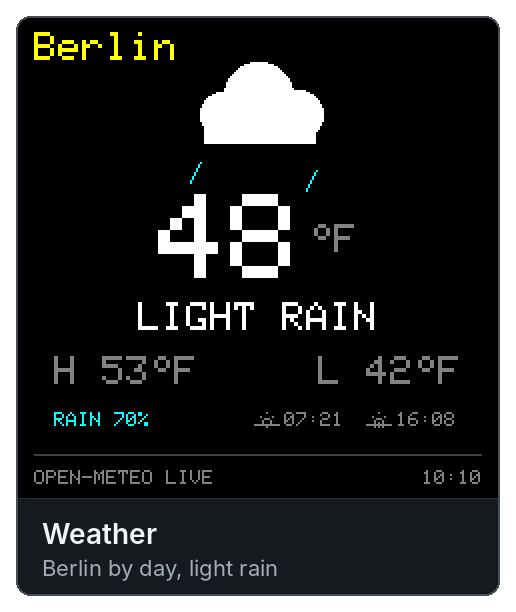 Berlin
48 °F
LIGHT RAIN
H 53°F L 42°F
RAIN 70% 07:21 16:08
OPEN-METEO LIVE 10:10
Weather
Berlin by day, light rain